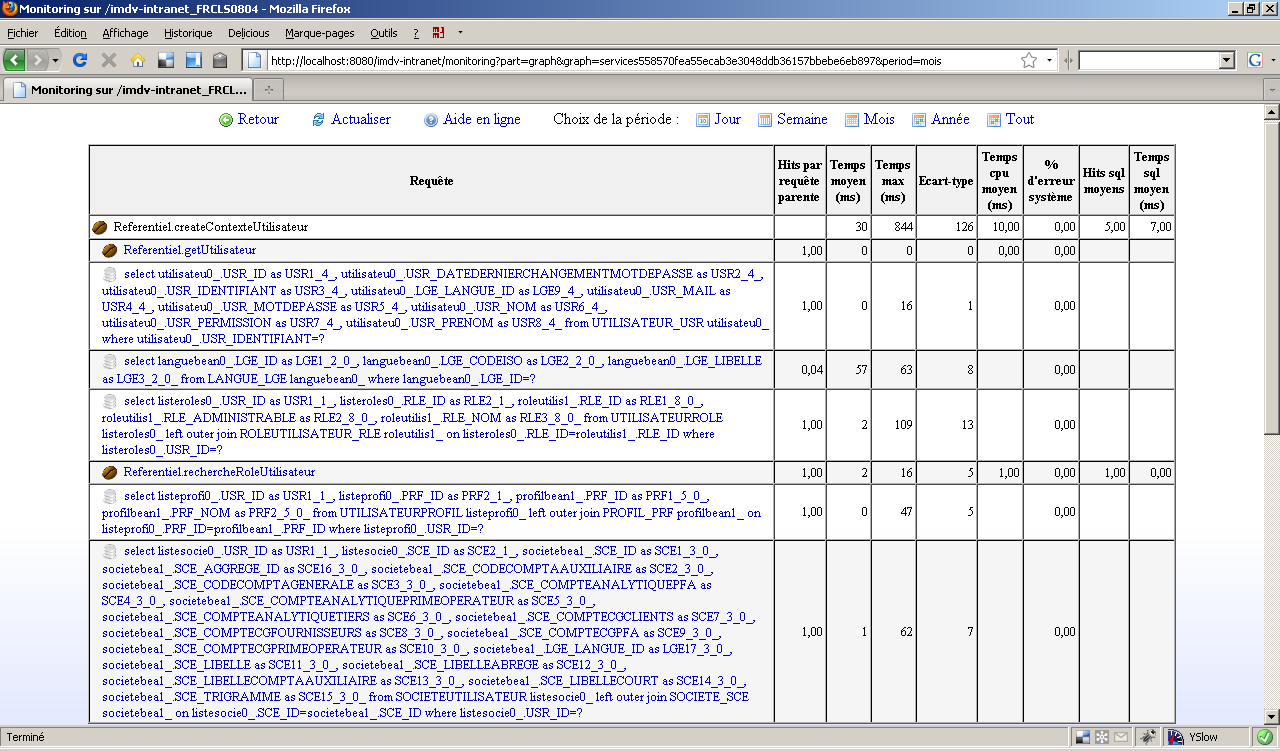 Monitoring sur /imdv-intranet_FRCLS0804 - Mozilla Firefox
Fichier Édition Affichage Historique Delicious Marque-pages Outils ?
http://localhost:8080/imdv-intranet/monitoring?part=graph&graph=services558570fea55ecab3e3048ddb36157bbebe6eb897&period=mois
Monitoring sur /imdv-intranet_FRCL...
Retour Actualiser Aide en ligne Choix de la période : Jour Semaine Mois Année Tout
Requête
Hits par requête parente
Temps moyen (ms)
Temps max (ms)
Ecart-type
Temps cpu moyen (ms)
% d'erreur système
Hits sql moyens
Temps sql moyen (ms)
Referentiel.createContexteUtilisateur 30 844 126 10,00 0,00 5,00 7,00
Referentiel.getUtilisateur 1,00 0 0 0 0,00 0,00
select utilisateu0_.USR_ID as USR1_4_, utilisateu0_.USR_DATEDERNIERCHANGEMENTMOTDEPASSE as USR2_4_,
utilisateu0_.USR_IDENTIFIANT as USR3_4_, utilisateu0_.LGE_LANGUE_ID as LGE9_4_, utilisateu0_.USR_MAIL as
USR4_4_, utilisateu0_.USR_MOTDEPASSE as USR5_4_, utilisateu0_.USR_NOM as USR6_4_,
utilisateu0_.USR_PERMISSION as USR7_4_, utilisateu0_.USR_PRENOM as USR8_4_ from UTILISATEUR_USR utilisateu0_
where utilisateu0_.USR_IDENTIFIANT=?
1,00 0 16 1 0,00
select languebean0_.LGE_ID as LGE1_2_0_, languebean0_.LGE_CODEISO as LGE2_2_0_, languebean0_.LGE_LIBELLE
as LGE3_2_0_ from LANGUE_LGE languebean0_ where languebean0_.LGE_ID=?
0,04 57 63 8 0,00
select listeroles0_.USR_ID as USR1_1_, listeroles0_.RLE_ID as RLE2_1_, roleutilis1_.RLE_ID as RLE1_8_0_,
roleutilis1_.RLE_ADMINISTRABLE as RLE2_8_0_, roleutilis1_.RLE_NOM as RLE3_8_0_ from UTILISATEURROLE
listeroles0_ left outer join ROLEUTILISATEUR_RLE roleutilis1_ on listeroles0_.RLE_ID=roleutilis1_.RLE_ID where
listeroles0_.USR_ID=?
1,00 2 109 13 0,00
Referentiel.rechercheRoleUtilisateur 1,00 2 16 5 1,00 0,00 1,00 0,00
select listeprofi0_.USR_ID as USR1_1_, listeprofi0_.PRF_ID as PRF2_1_, profilbean1_.PRF_ID as PRF1_5_0_,
profilbean1_.PRF_NOM as PRF2_5_0_ from UTILISATEURPROFIL listeprofi0_ left outer join PROFIL_PRF profilbean1_ on
listeprofi0_.PRF_ID=profilbean1_.PRF_ID where listeprofi0_.USR_ID=?
1,00 0 47 5 0,00
select listesocie0_.USR_ID as USR1_1_, listesocie0_.SCE_ID as SCE2_1_, societebea1_.SCE_ID as SCE1_3_0_,
societebea1_.SCE_AGGREGE_ID as SCE16_3_0_, societebea1_.SCE_CODECOMPTAAUXILIAIRE as SCE2_3_0_,
societebea1_.SCE_CODECOMPTAGENERALE as SCE3_3_0_, societebea1_.SCE_COMPTEANALYTIQUEPFA as
SCE4_3_0_, societebea1_.SCE_COMPTEANALYTIQUEPRIMEOPERATEUR as SCE5_3_0_,
societebea1_.SCE_COMPTEANALYTIQUETIERS as SCE6_3_0_, societebea1_.SCE_COMPTECGCLIENTS as SCE7_3_0_,
societebea1_.SCE_COMPTECGFOURNISSEURS as SCE8_3_0_, societebea1_.SCE_COMPTECGPFA as SCE9_3_0_,
societebea1_.SCE_COMPTECGPRIMEOPERATEUR as SCE10_3_0_, societebea1_.LGE_LANGUE_ID as LGE17_3_0_,
societebea1_.SCE_LIBELLE as SCE11_3_0_, societebea1_.SCE_LIBELLEABREGE as SCE12_3_0_,
societebea1_.SCE_LIBELLECOMPTAAUXILIAIRE as SCE13_3_0_, societebea1_.SCE_LIBELLECOURT as SCE14_3_0_,
societebea1_.SCE_TRIGRAMME as SCE15_3_0_ from SOCIETEUTILISATEUR listesocie0_ left outer join SOCIETE_SCE
societebea1_ on listesocie0_.SCE_ID=societebea1_.SCE_ID where listesocie0_.USR_ID=?
1,00 1 62 7 0,00
Terminé YSlow